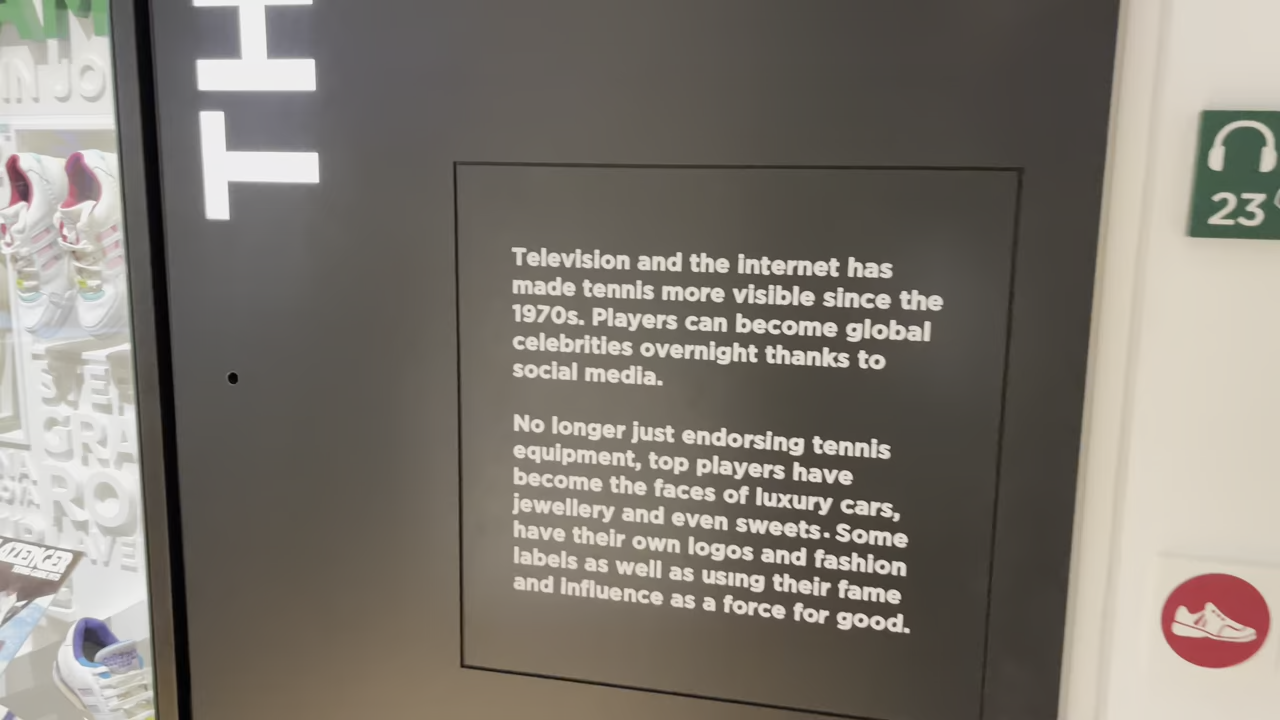 TH
Television and the internet has
made tennis more visible since the
1970s. Players can become global
celebrities overnight thanks to
social media.
No longer just endorsing tennis
equipment, top players have
become the faces of luxury cars,
jewellery and even sweets. Some
have their own logos and fashion
labels as well as using their fame
and influence as a force for good.
23